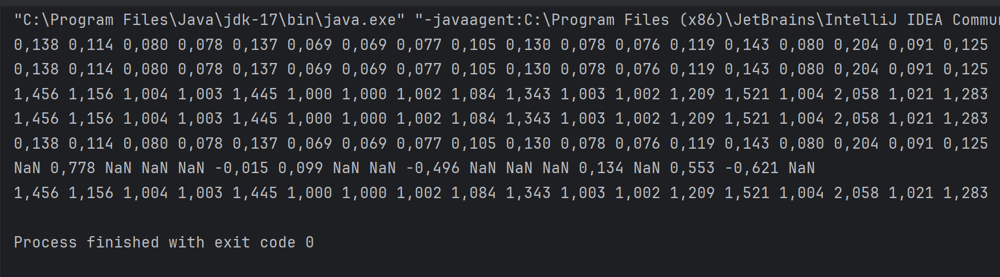 "C:\Program Files\Java\jdk-17\bin\java.exe" "-javaagent:C:\Program Files (x86)\JetBrains\IntelliJ IDEA Commu
0,138 0,114 0,080 0,078 0,137 0,069 0,069 0,077 0,105 0,130 0,078 0,076 0,119 0,143 0,080 0,204 0,091 0,125
0,138 0,114 0,080 0,078 0,137 0,069 0,069 0,077 0,105 0,130 0,078 0,076 0,119 0,143 0,080 0,204 0,091 0,125
1,456 1,156 1,004 1,003 1,445 1,000 1,000 1,002 1,084 1,343 1,003 1,002 1,209 1,521 1,004 2,058 1,021 1,283
1,456 1,156 1,004 1,003 1,445 1,000 1,000 1,002 1,084 1,343 1,003 1,002 1,209 1,521 1,004 2,058 1,021 1,283
0,138 0,114 0,080 0,078 0,137 0,069 0,069 0,077 0,105 0,130 0,078 0,076 0,119 0,143 0,080 0,204 0,091 0,125
NaN 0,778 NaN NaN NaN -0,015 0,099 NaN NaN -0,496 NaN NaN NaN 0,134 NaN 0,553 -0,621 NaN
1,456 1,156 1,004 1,003 1,445 1,000 1,000 1,002 1,084 1,343 1,003 1,002 1,209 1,521 1,004 2,058 1,021 1,283
Process finished with exit code 0